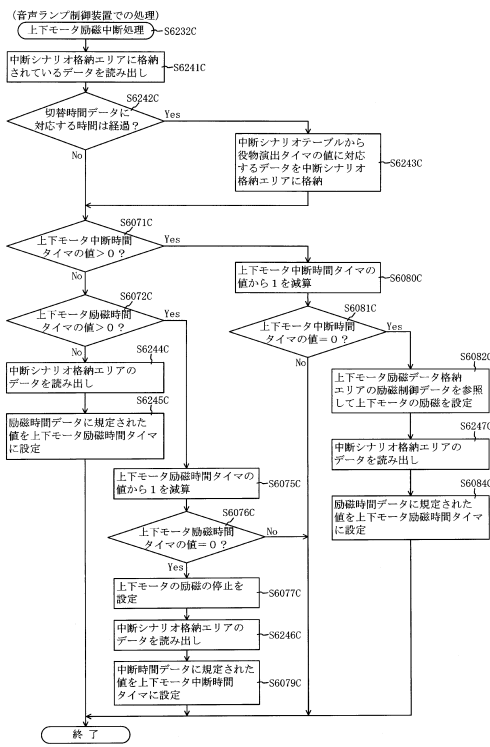 (音声ランプ制御装置での処理)
上下モータ励磁中断処理
S6232C
中断シナリオ格納エリアに格納
されているデータを読み出し
S6241C
切替時間データに
対応する時間は経過?
S6242C
Yes
No
中断シナリオテーブルから
役物演出タイマの値に対応
するデータを中断シナリオ
格納エリアに格納
S6243C
上下モータ中断時間
タイマの値>0?
S6071C
Yes
No
上下モータ中断時間タイマの
値から1を減算
S6080C
上下モータ励磁時間
タイマの値>0?
S6072C
Yes
No
上下モータ中断時間
タイマの値=0?
S6081C
Yes
No
中断シナリオ格納エリアの
データを読み出し
S6244C
上下モータ励磁データ格納
エリアの励磁制御データを参照
して上下モータの励磁を設定
S6082C
励磁時間データに規定された
値を上下モータ励磁時間タイマ
に設定
S6245C
中断シナリオ格納エリアの
データを読み出し
S6247C
上下モータ励磁時間タイマの
値から1を減算
S6075C
励磁時間データに規定された
値を上下モータ励磁時間タイマ
に設定
S6084C
上下モータ励磁時間
タイマの値=0?
S6076C
No
Yes
上下モータの励磁の停止を
設定
S6077C
中断シナリオ格納エリアの
データを読み出し
S6246C
中断時間データに規定された
値を上下モータ中断時間
タイマに設定
S6079C
終了